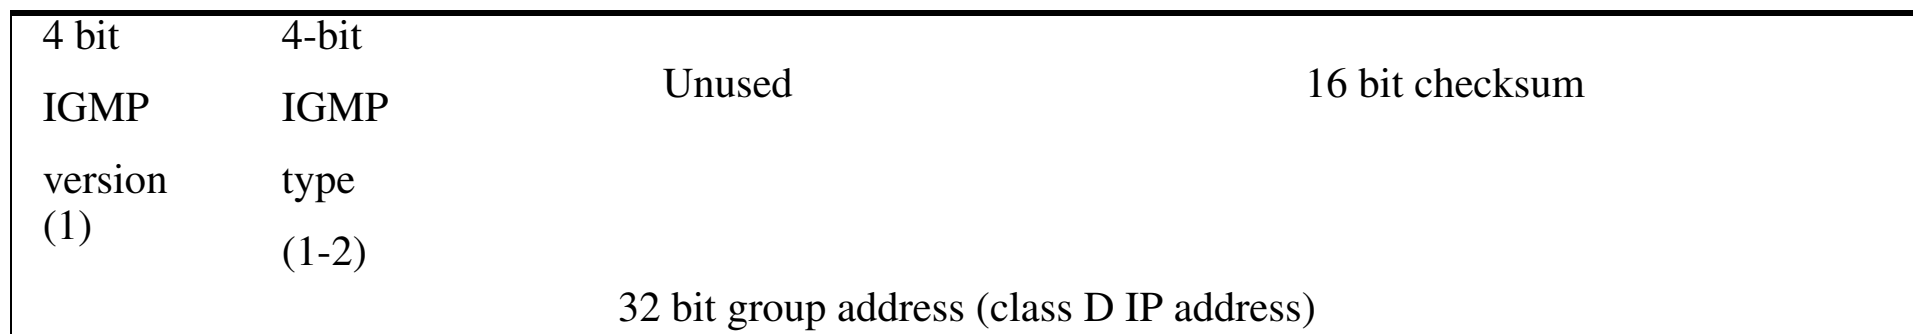 4 bit
IGMP
version
(1)
4-bit
IGMP
type
(1-2)
Unused
16 bit checksum
32 bit group address (class D IP address)